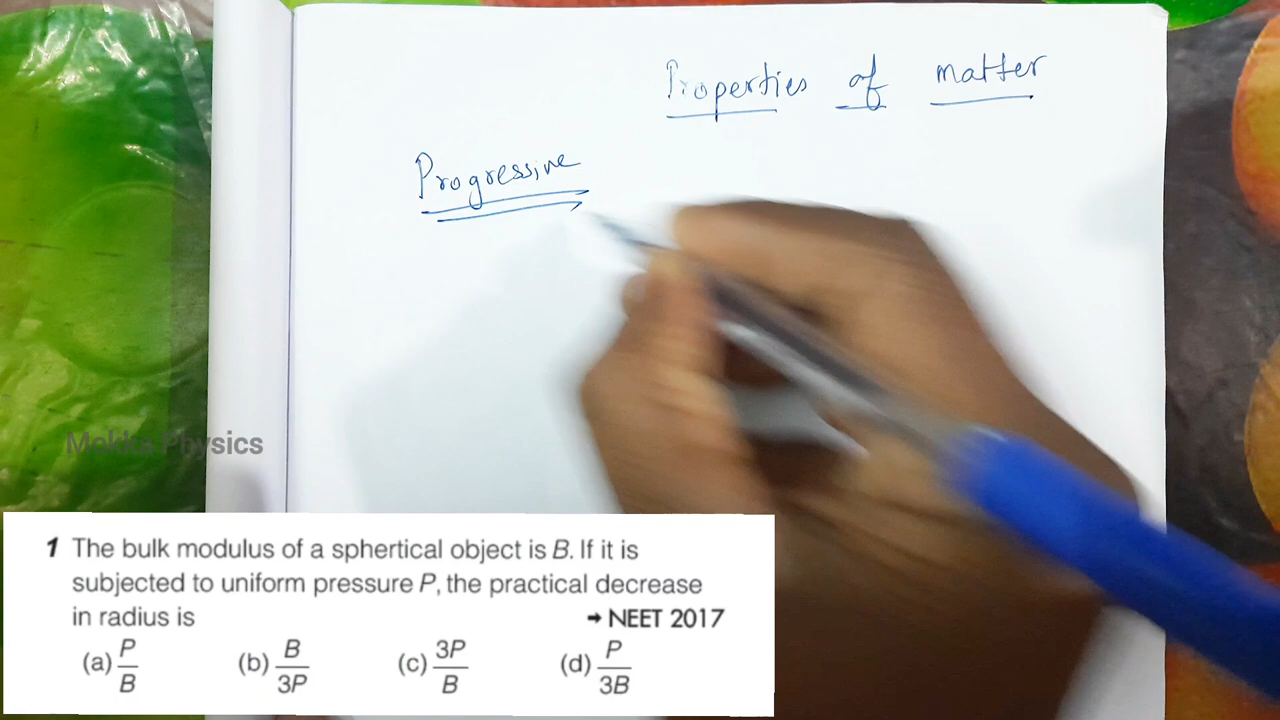 Properties of matter
Progressive
Mokka Physics
1 The bulk modulus of a sphertical object is B. If it is
subjected to uniform pressure P, the practical decrease
in radius is → NEET 2017
(a) P/B (b) B/3P (c) 3P/B (d) P/3B